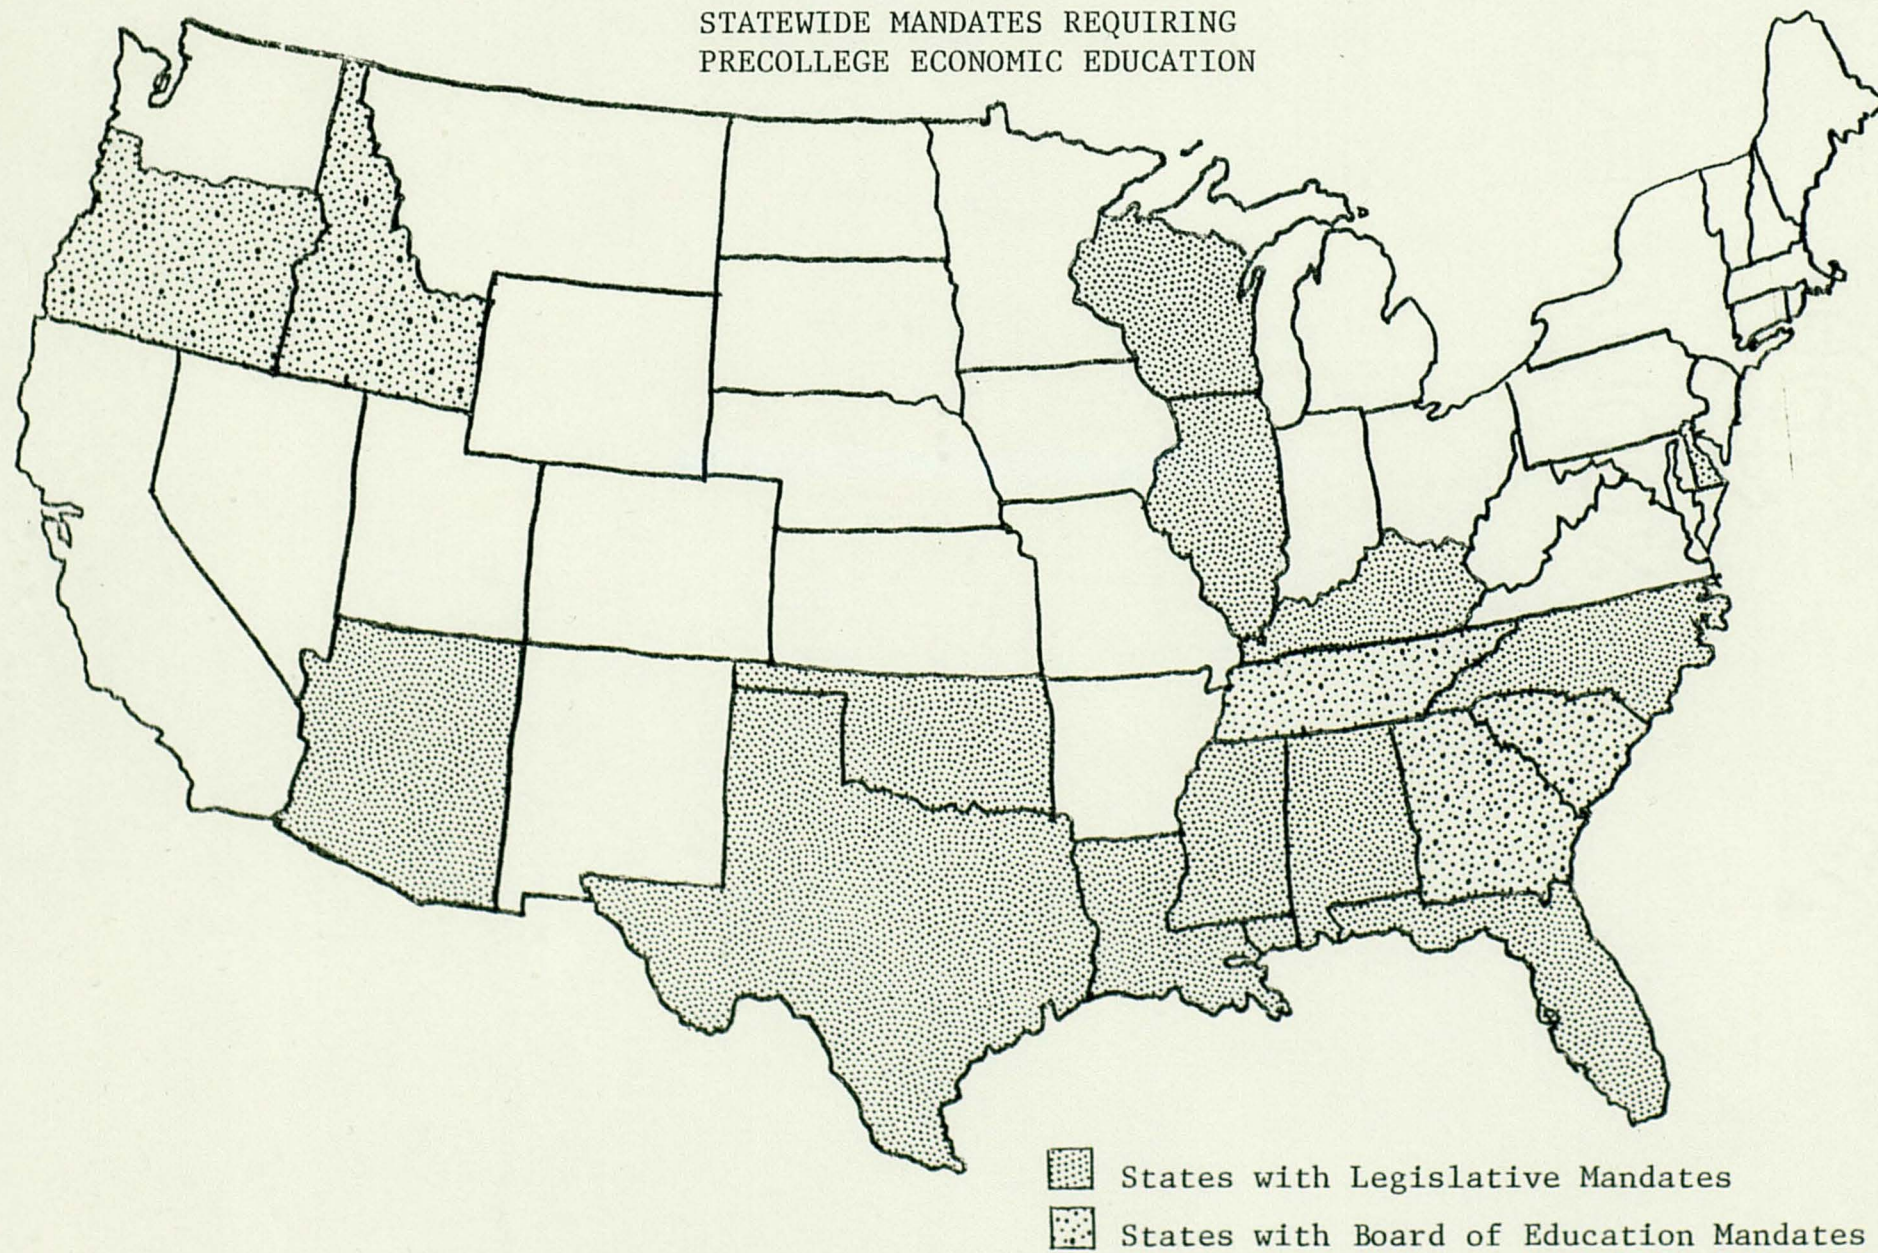 STATEWIDE MANDATES REQUIRING
PRECOLLEGE ECONOMIC EDUCATION
States with Legislative Mandates
States with Board of Education Mandates